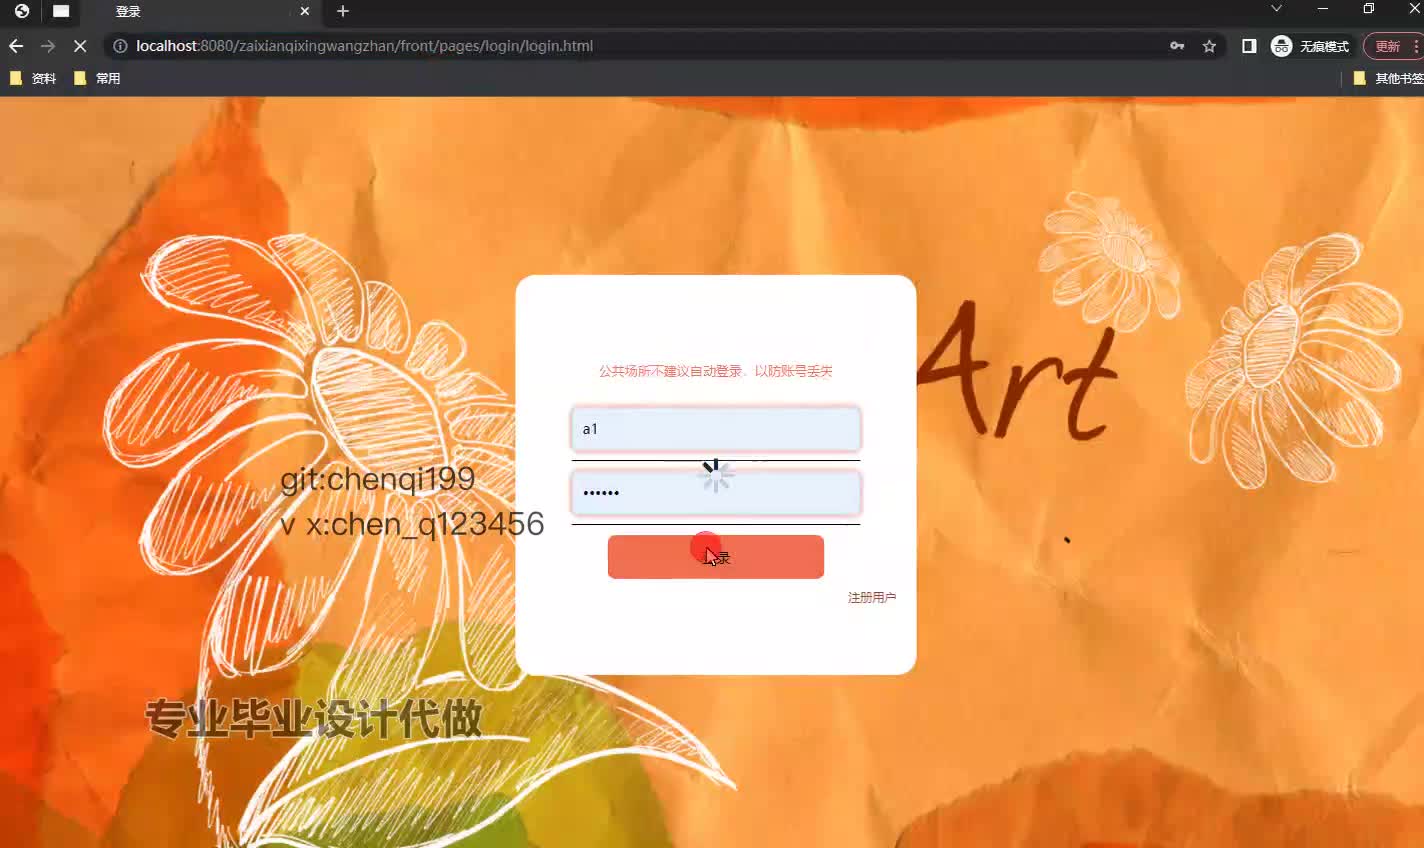 登录
localhost:8080/zaixianqixingwangzhan/front/pages/login/login.html
无痕模式
更新
资料
常用
其他书签
公共场所不建议自动登录，以防账号丢失
Art
a1
git:chenqi199
••••••
v x:chen_q123456
登录
注册用户
专业毕业设计代做